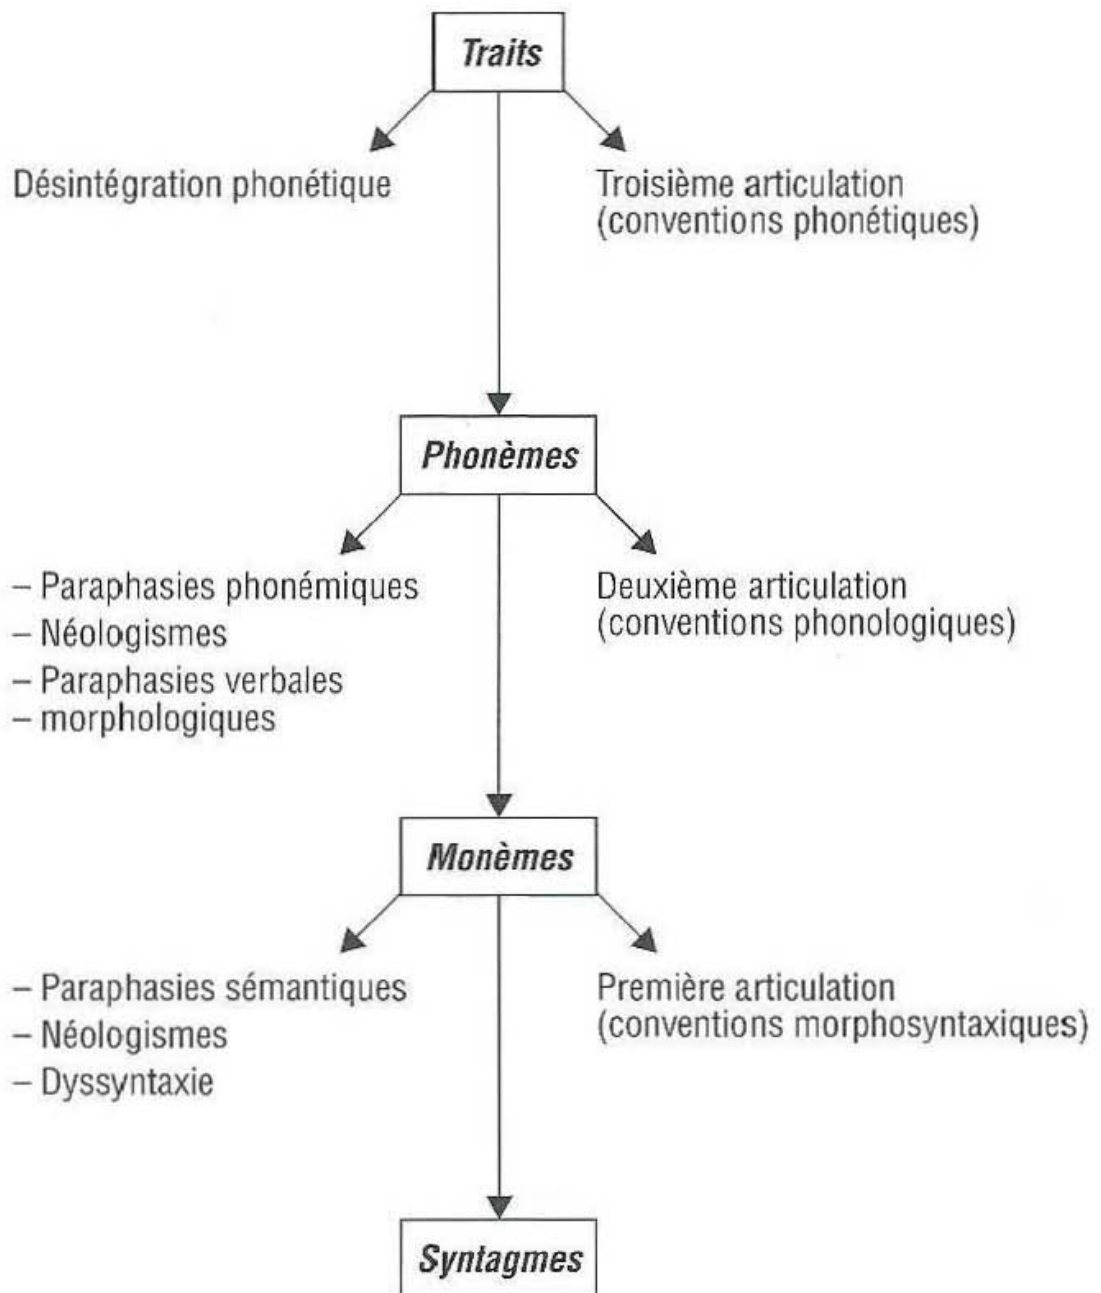 Traits
Désintégration phonétique
Troisième articulation
(conventions phonétiques)
Phonèmes
– Paraphasies phonémiques
– Néologismes
– Paraphasies verbales
– morphologiques
Deuxième articulation
(conventions phonologiques)
Monèmes
– Paraphasies sémantiques
– Néologismes
– Dyssyntaxie
Première articulation
(conventions morphosyntaxiques)
Syntagmes